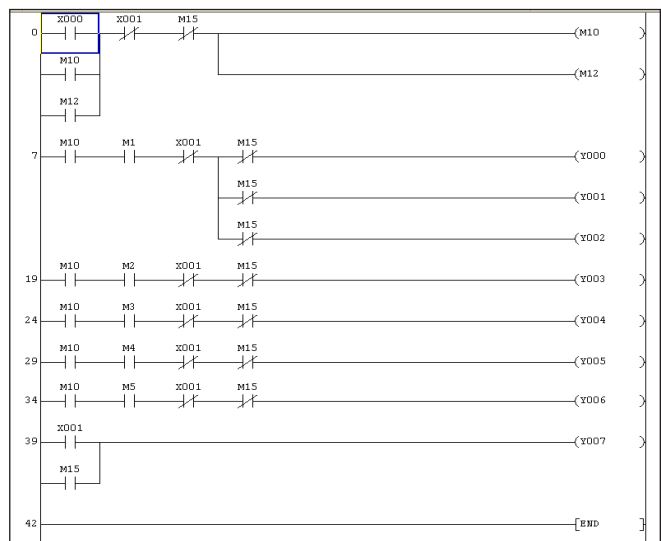 X000 X001 M15
0 (M10 )
M10
(M12 )
M12
M10 M1 X001 M15
7 (Y000 )
M15
(Y001 )
M15
(Y002 )
M10 M2 X001 M15
19 (Y003 )
M10 M3 X001 M15
24 (Y004 )
M10 M4 X001 M15
29 (Y005 )
M10 M5 X001 M15
34 (Y006 )
X001
39 (Y007 )
M15
42 [END ]